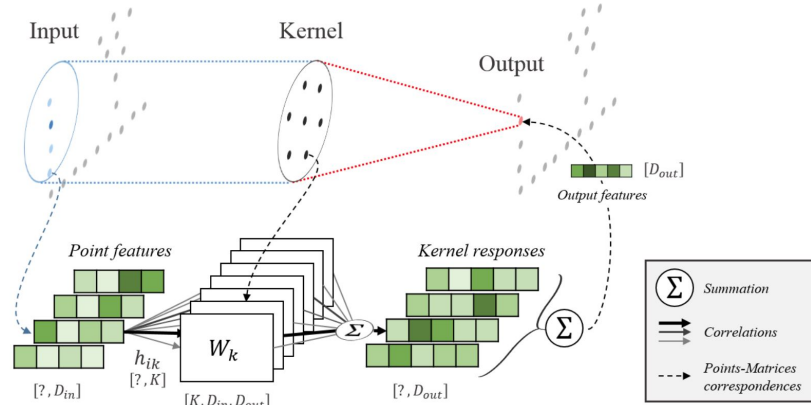 Input
Kernel
Output
[D_out]
Output features
Point features
Kernel responses
Σ
Summation
Σ
W_k
Σ
Correlations
h_ik
[?, K]
[?, D_in]
[K, D_in, D_out]
[?, D_out]
Points-Matrices
correspondences